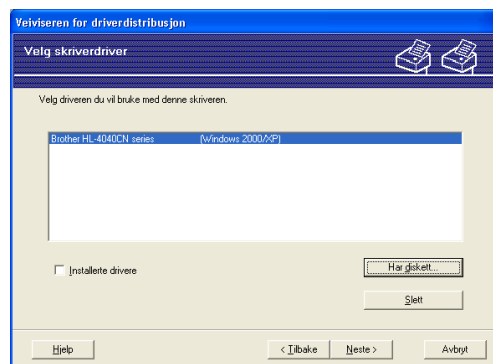 Veiviseren for driverdistribusjon
Velg skriverdriver
Velg driveren du vil bruke med denne skriveren.
Brother HL-4040CN series (Windows 2000/XP)
Installerte drivere
Har diskett...
Slett
Hjelp
< Tilbake
Neste >
Avbryt